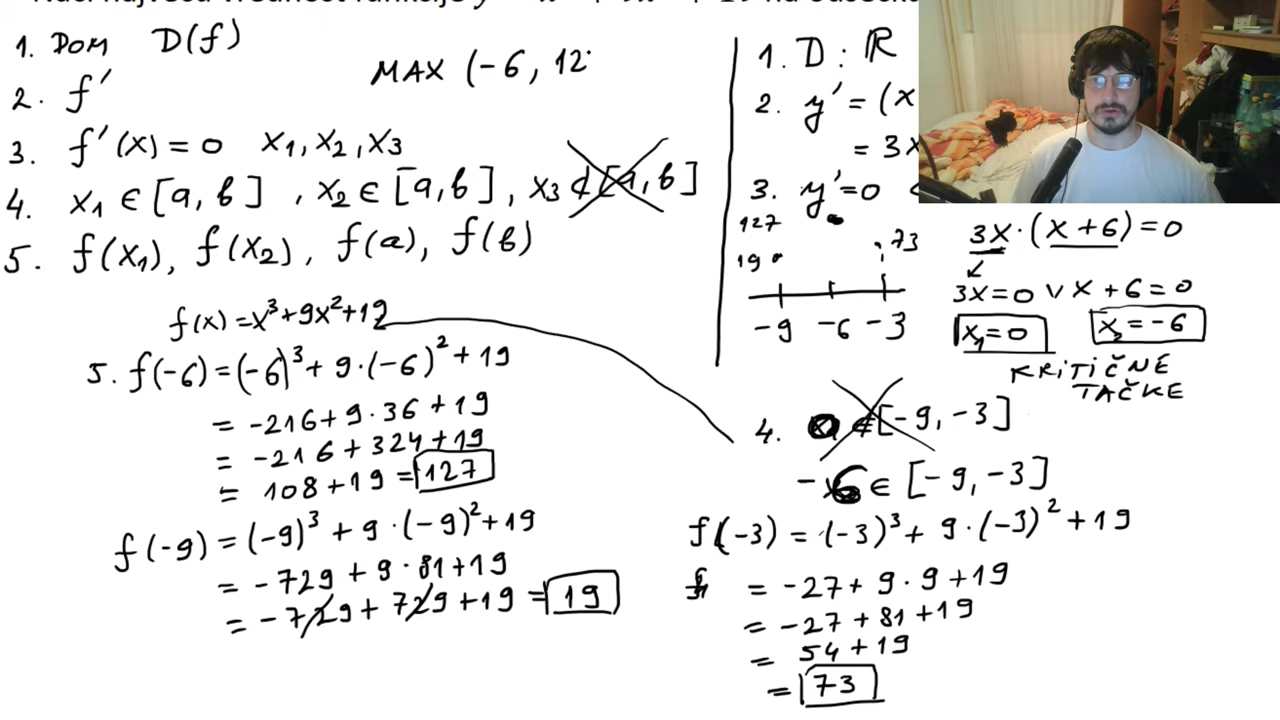 1. DOM D(f)
2. f'
MAX (-6, 12
3. f'(x) = 0 x₁, x₂, x₃
4. x₁ ∈ [a, b], x₂ ∈ [a, b], x₃ ∉ [a, b]
5. f(x₁), f(x₂), f(a), f(b)
f(x) = x³ + 9x² + 19
5. f(-6) = (-6)³ + 9·(-6)² + 19
= -216 + 9·36 + 19
= -216 + 324 + 19
= 108 + 19 = 127
f(-9) = (-9)³ + 9·(-9)² + 19
= -729 + 9·81 + 19
= -729 + 729 + 19 = 19
1. D: ℝ
2. y' = (x
= 3x
3. y' = 0
127
19
73
-9 -6 -3
3x·(x + 6) = 0
3x = 0 ∨ x + 6 = 0
x₁ = 0 x₂ = -6
KRITIČNE
TAČKE
4. 0 ∉ [-9, -3]
-6 ∈ [-9, -3]
f(-3) = (-3)³ + 9·(-3)² + 19
= -27 + 9·9 + 19
= -27 + 81 + 19
= 54 + 19
= 73